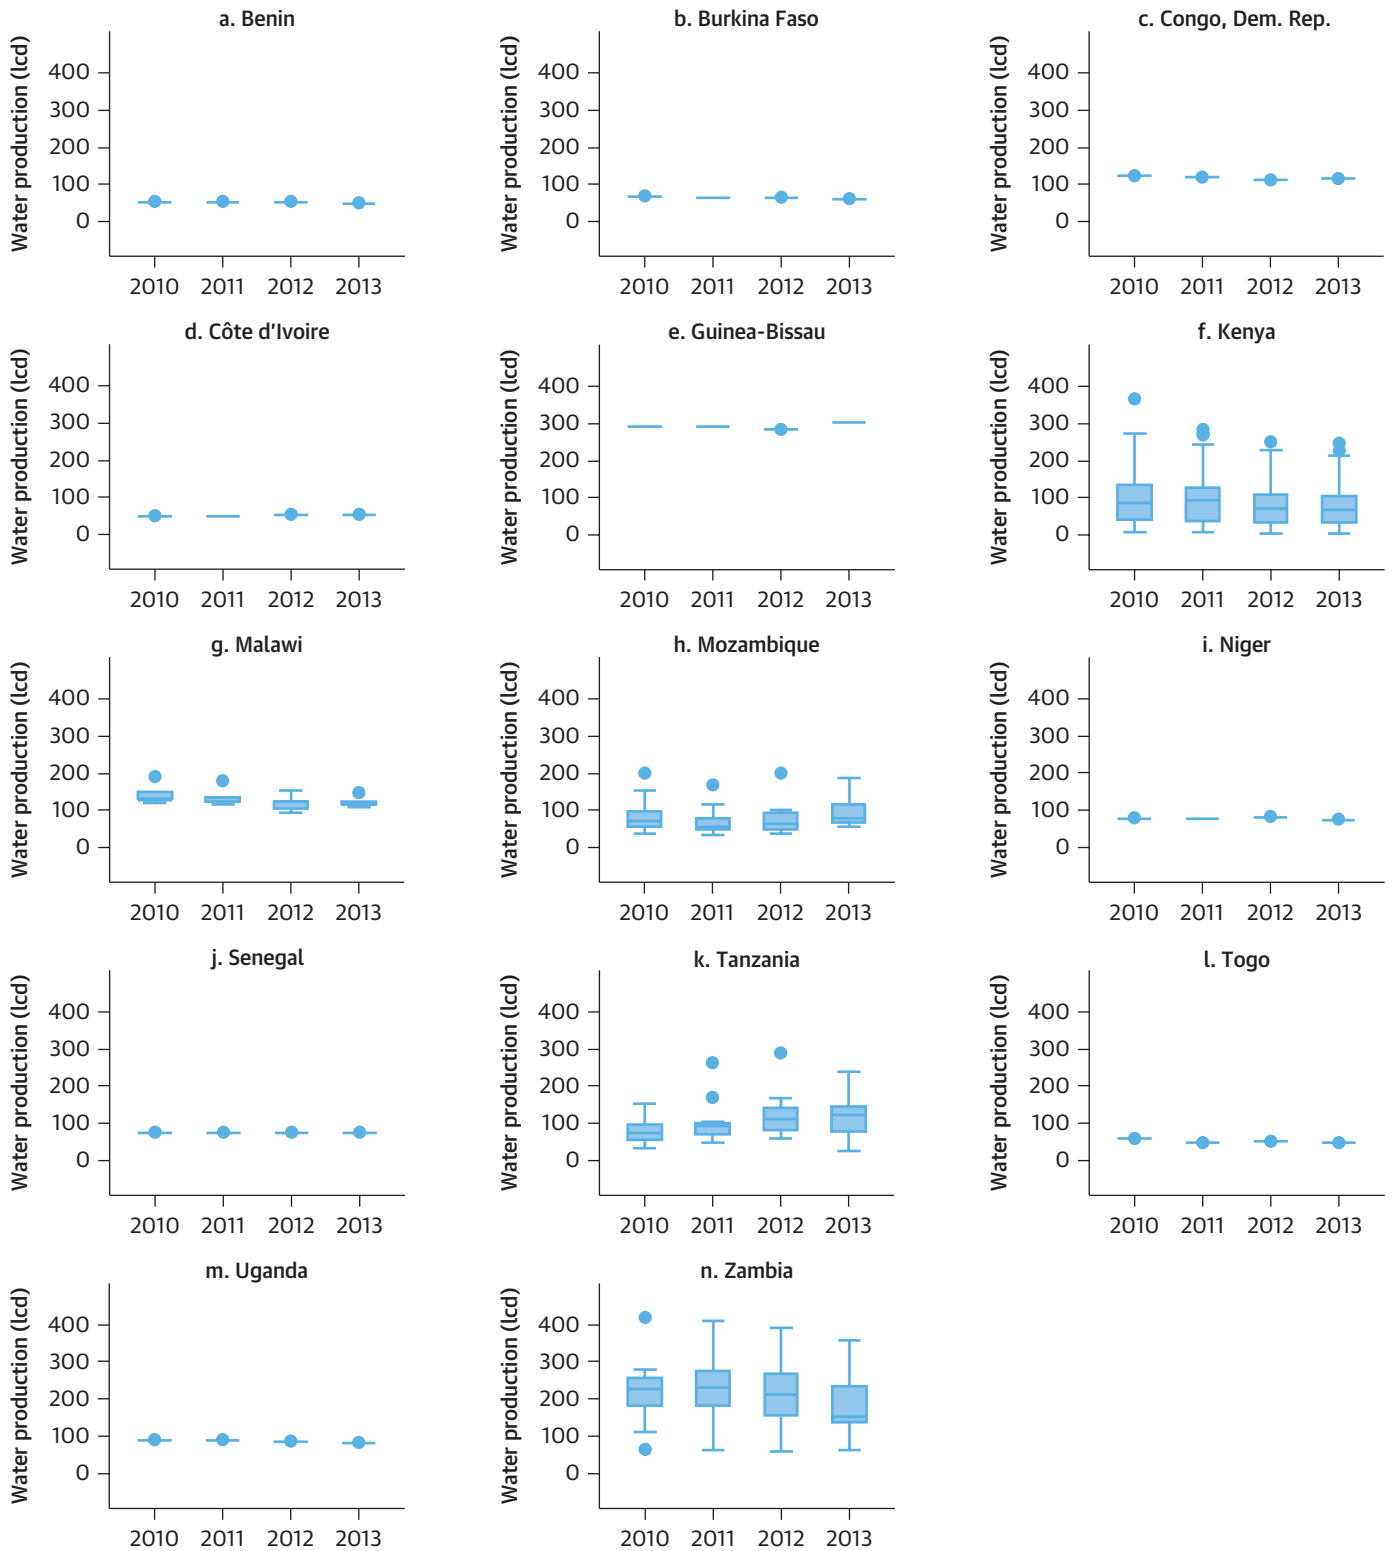 a. Benin
Water production (lcd)
400
300
200
100
0
2010 2011 2012 2013
b. Burkina Faso
Water production (lcd)
400
300
200
100
0
2010 2011 2012 2013
c. Congo, Dem. Rep.
Water production (lcd)
400
300
200
100
0
2010 2011 2012 2013
d. Côte d'Ivoire
Water production (lcd)
400
300
200
100
0
2010 2011 2012 2013
e. Guinea-Bissau
Water production (lcd)
400
300
200
100
0
2010 2011 2012 2013
f. Kenya
Water production (lcd)
400
300
200
100
0
2010 2011 2012 2013
g. Malawi
Water production (lcd)
400
300
200
100
0
2010 2011 2012 2013
h. Mozambique
Water production (lcd)
400
300
200
100
0
2010 2011 2012 2013
i. Niger
Water production (lcd)
400
300
200
100
0
2010 2011 2012 2013
j. Senegal
Water production (lcd)
400
300
200
100
0
2010 2011 2012 2013
k. Tanzania
Water production (lcd)
400
300
200
100
0
2010 2011 2012 2013
l. Togo
Water production (lcd)
400
300
200
100
0
2010 2011 2012 2013
m. Uganda
Water production (lcd)
400
300
200
100
0
2010 2011 2012 2013
n. Zambia
Water production (lcd)
400
300
200
100
0
2010 2011 2012 2013